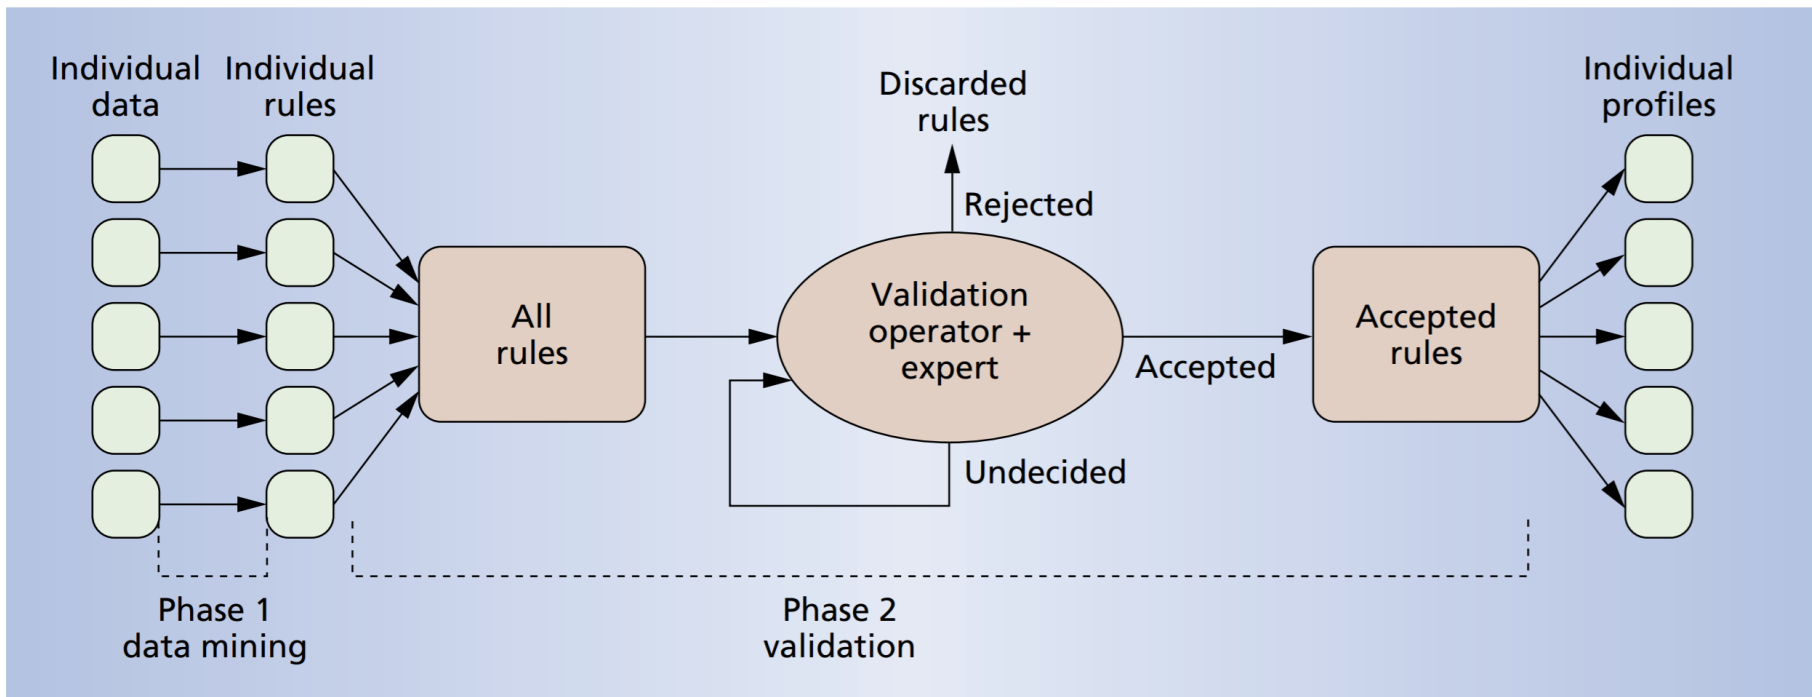 Individual
data
Individual
rules
Discarded
rules
Individual
profiles
Rejected
All
rules
Validation
operator +
expert
Accepted
Accepted
rules
Undecided
Phase 1
data mining
Phase 2
validation